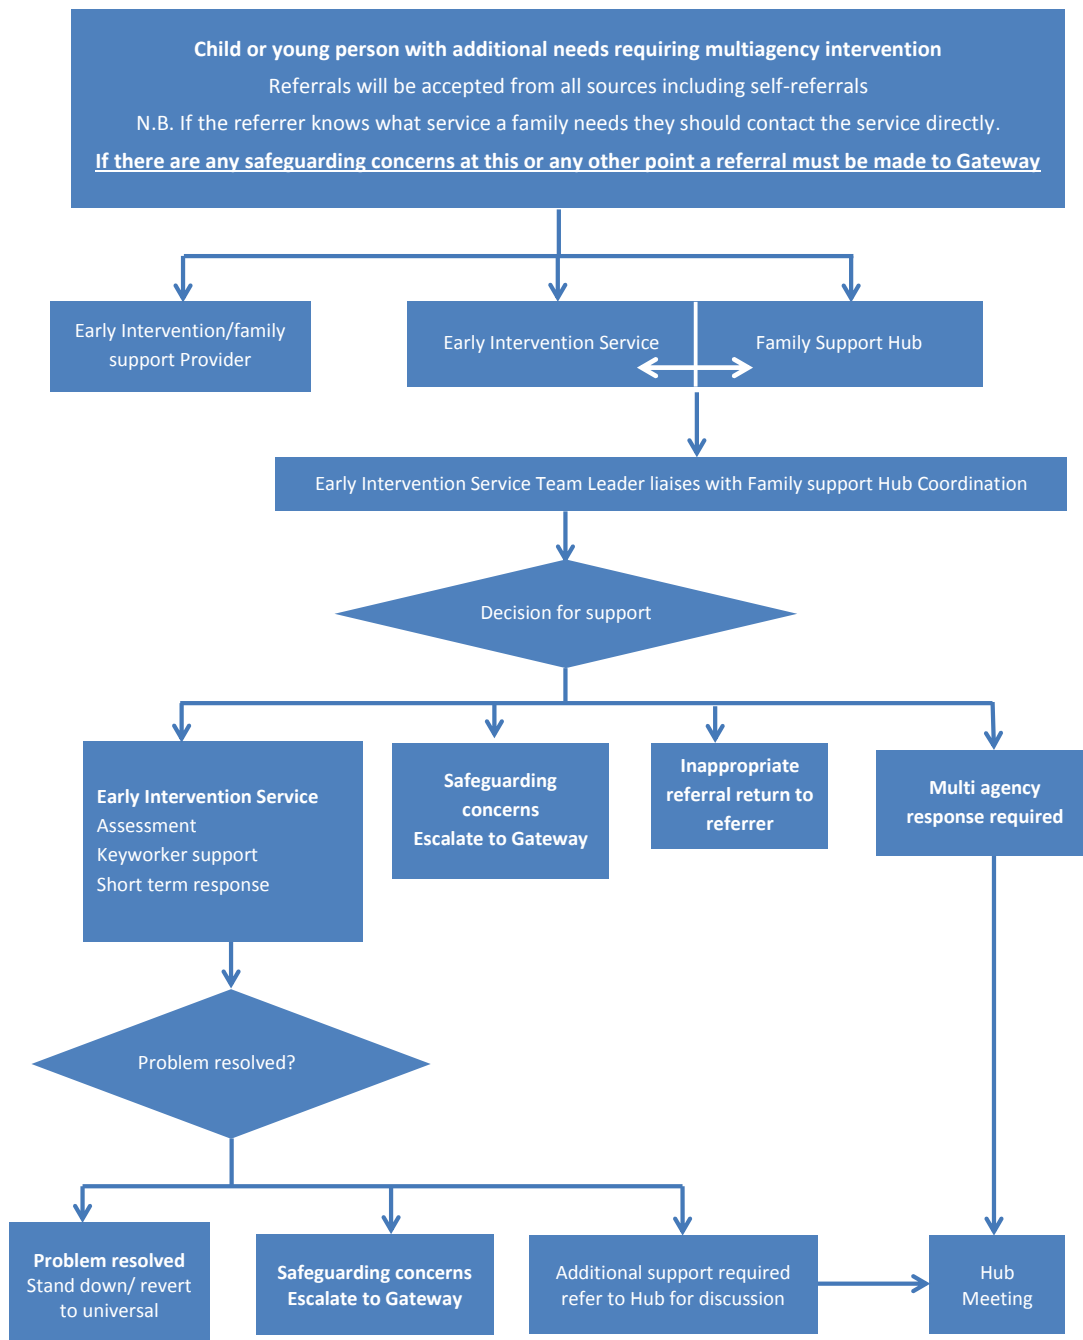 Child or young person with additional needs requiring multiagency intervention
Referrals will be accepted from all sources including self-referrals
N.B. If the referrer knows what service a family needs they should contact the service directly.
If there are any safeguarding concerns at this or any other point a referral must be made to Gateway
Early Intervention/family
support Provider
Early Intervention Service
Family Support Hub
Early Intervention Service Team Leader liaises with Family support Hub Coordination
Decision for support
Early Intervention Service
Assessment
Keyworker support
Short term response
Safeguarding
concerns
Escalate to Gateway
Inappropriate
referral return to
referrer
Multi agency
response required
Problem resolved?
Problem resolved
Stand down/ revert
to universal
Safeguarding concerns
Escalate to Gateway
Additional support required
refer to Hub for discussion
Hub
Meeting